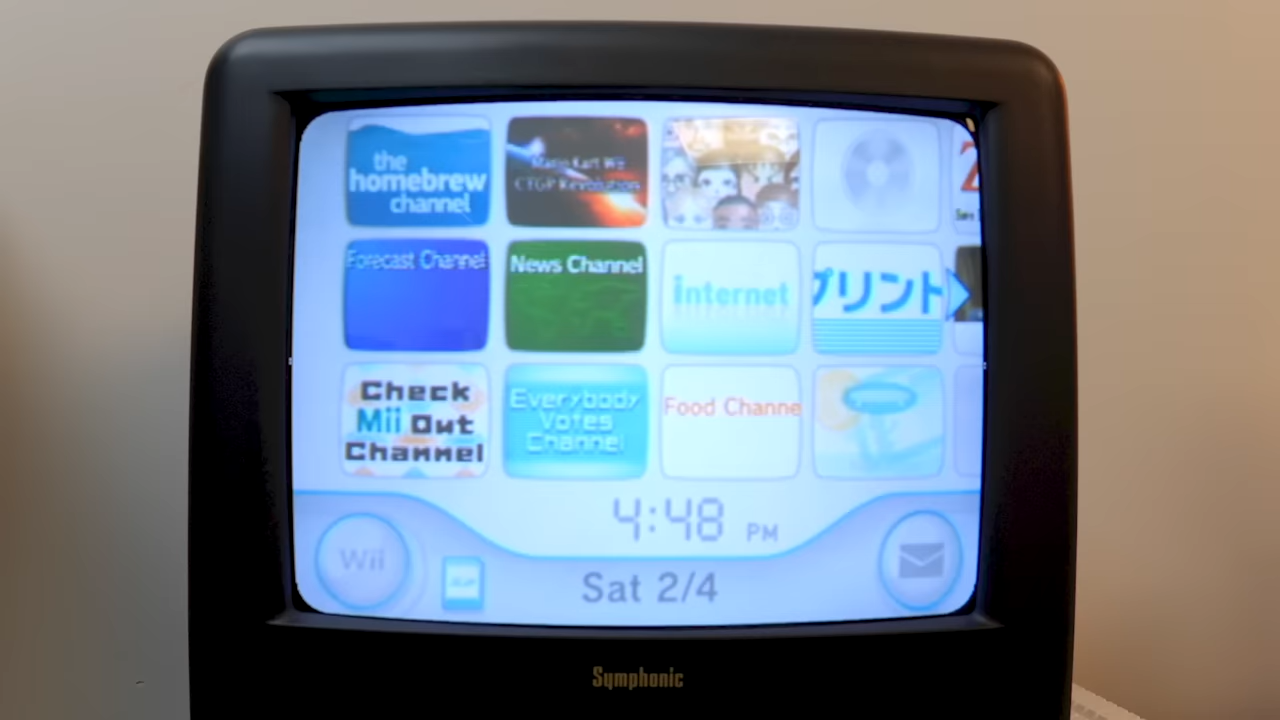 the
homebrew
channel
Mario Kart Wii
CTGP Revolution
Forecast Channel
News Channel
internet
プリント
Check
Mii Out
Channel
Everybody
Votes
Channel
Food Channe
4:48 PM
Wii
Sat 2/4
Symphonic